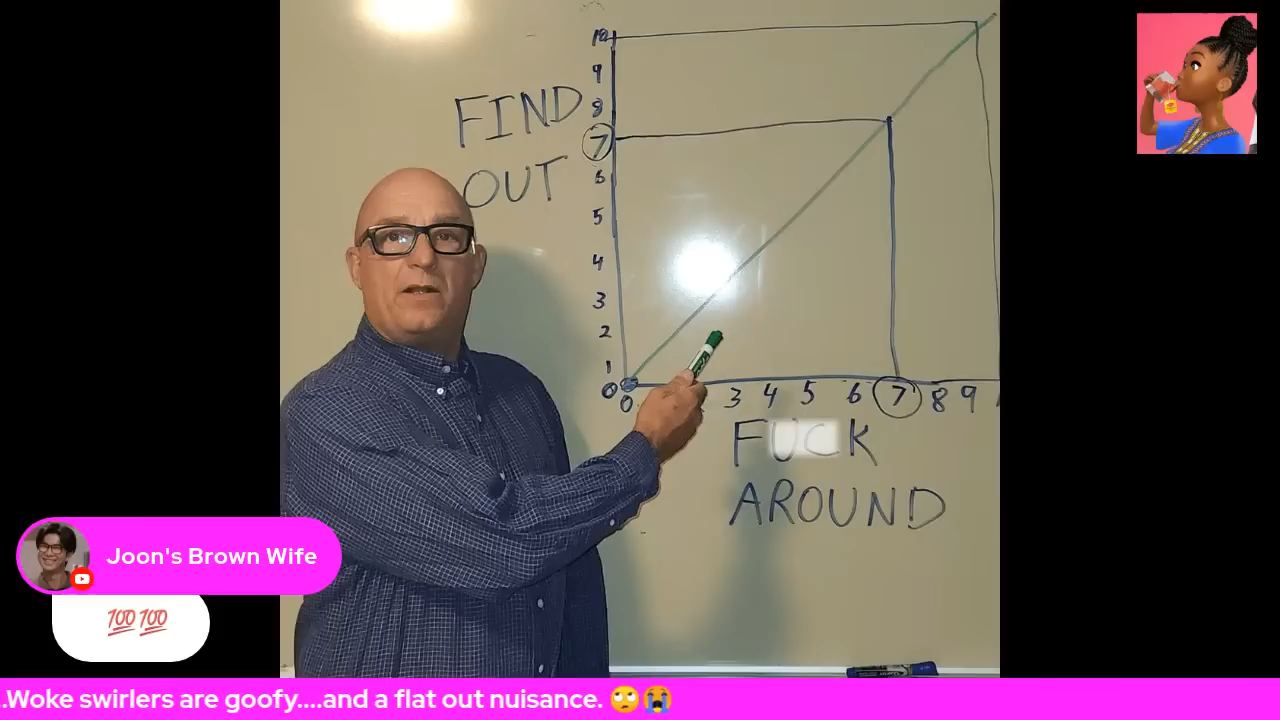 FIND
OUT
10
9
8
7
6
5
4
3
2
1
0
0 3 4 5 6 7 8 9
FUCK
AROUND
Joon's Brown Wife
💯💯
..Woke swirlers are goofy....and a flat out nuisance. 🙄😭